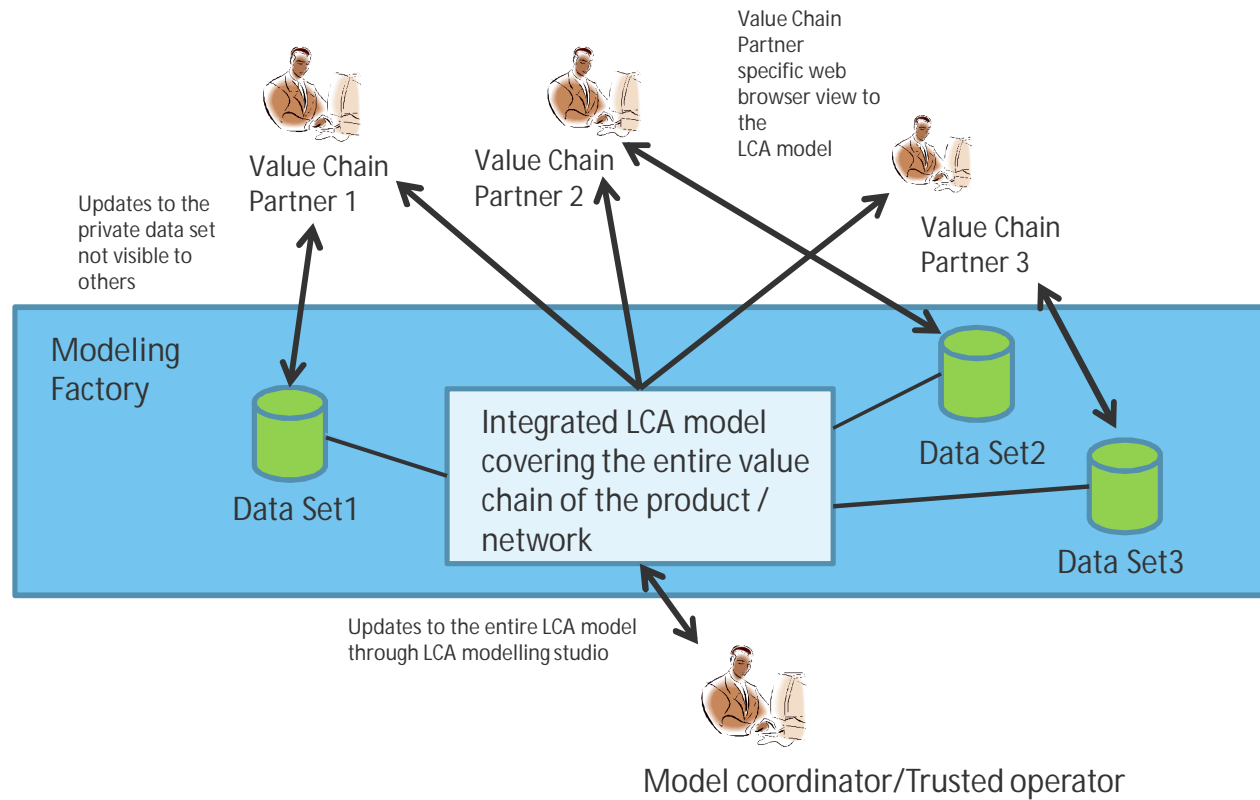 Value Chain
Partner
specific web
browser view to
the
LCA model
Value Chain
Partner 1
Value Chain
Partner 2
Value Chain
Partner 3
Updates to the
private data set
not visible to
others
Modeling
Factory
Data Set1
Integrated LCA model
covering the entire value
chain of the product /
network
Data Set2
Data Set3
Updates to the entire LCA model
through LCA modelling studio
Model coordinator/Trusted operator